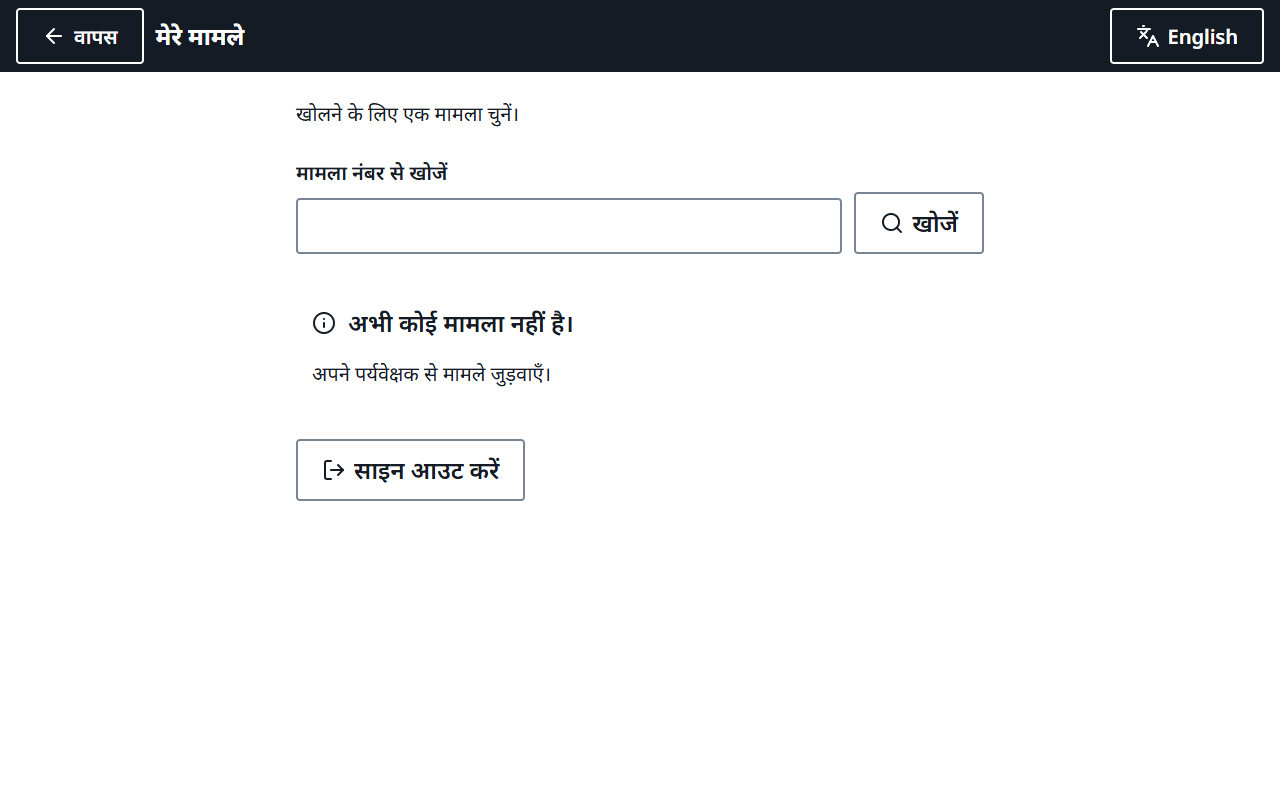 वापस
मेरे मामले
English
खोलने के लिए एक मामला चुनें।
मामला नंबर से खोजें
खोजें
अभी कोई मामला नहीं है।
अपने पर्यवेक्षक से मामले जुड़वाएँ।
साइन आउट करें